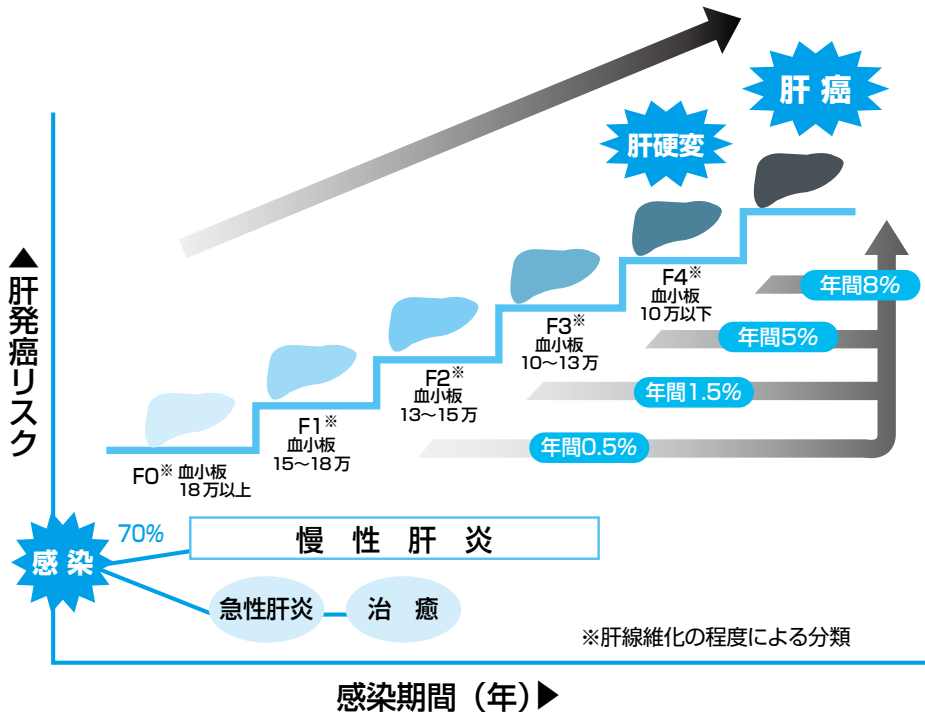 肝癌
肝硬変
▲肝発癌リスク
F4※
血小板
10万以下
年間8%
F3※
血小板
10〜13万
年間5%
F2※
血小板
13〜15万
年間1.5%
F1※
血小板
15〜18万
年間0.5%
F0※ 血小板
18万以上
感染
70%
慢性肝炎
急性肝炎
治癒
※肝線維化の程度による分類
感染期間（年）▶